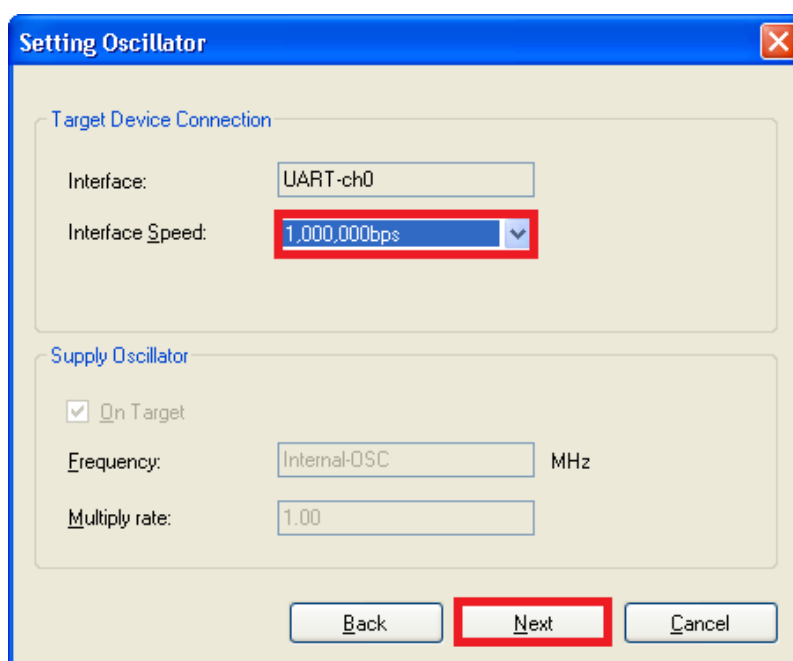 Setting Oscillator
Target Device Connection
Interface: UART-ch0
Interface Speed: 1,000,000bps
Supply Oscillator
On Target
Frequency: Internal-OSC MHz
Multiply rate: 1.00
Back Next Cancel